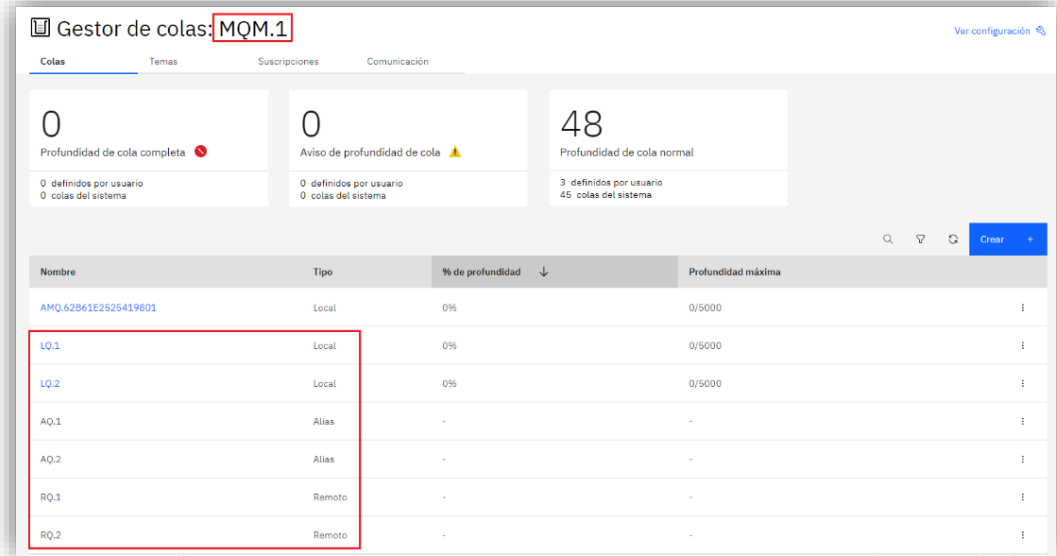 Gestor de colas: MQM.1
Ver configuración
Colas Temas Suscripciones Comunicación
0 0 48
Profundidad de cola completa Aviso de profundidad de cola Profundidad de cola normal
0 definidos por usuario 0 definidos por usuario 3 definidos por usuario
0 colas del sistema 0 colas del sistema 45 colas del sistema
Crear +
Nombre Tipo % de profundidad ↓ Profundidad máxima
AMQ.62B61E2525419801 Local 0% 0/5000
LQ.1 Local 0% 0/5000
LQ.2 Local 0% 0/5000
AQ.1 Alias - -
AQ.2 Alias - -
RQ.1 Remoto - -
RQ.2 Remoto - -